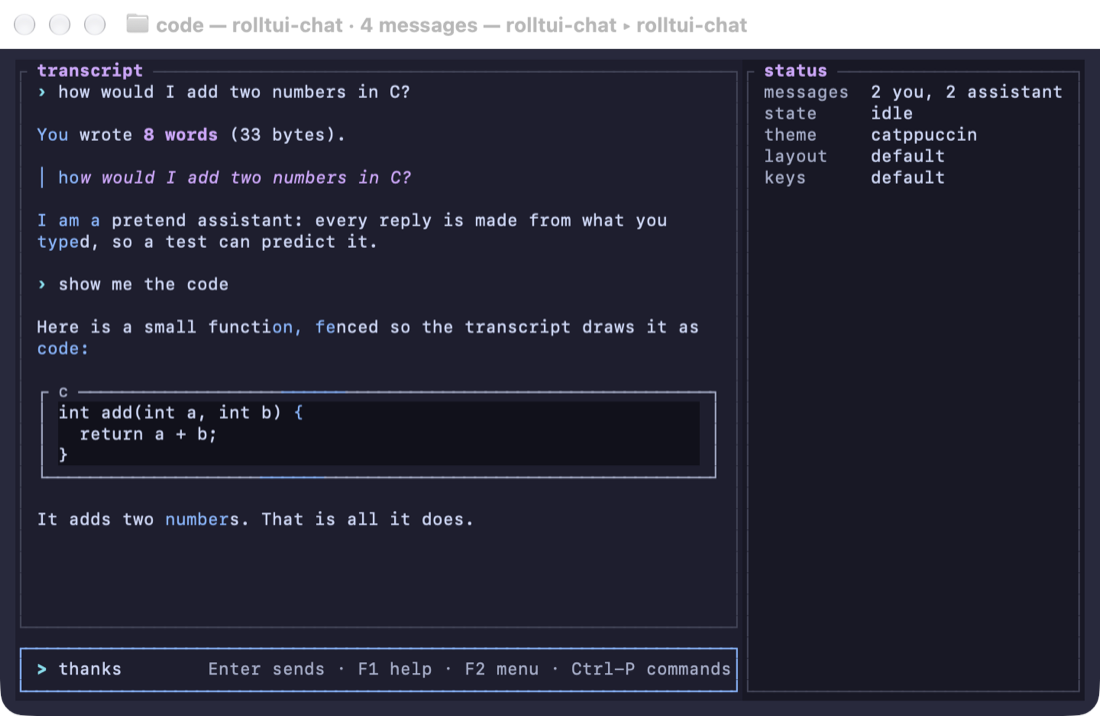 code — rolltui-chat · 4 messages — rolltui-chat ▸ rolltui-chat
transcript
› how would I add two numbers in C?
You wrote 8 words (33 bytes).
how would I add two numbers in C?
I am a pretend assistant: every reply is made from what you
typed, so a test can predict it.
› show me the code
Here is a small function, fenced so the transcript draws it as
code:
c
int add(int a, int b) {
  return a + b;
}
It adds two numbers. That is all it does.
> thanks Enter sends · F1 help · F2 menu · Ctrl-P commands
status
messages 2 you, 2 assistant
state idle
theme catppuccin
layout default
keys default